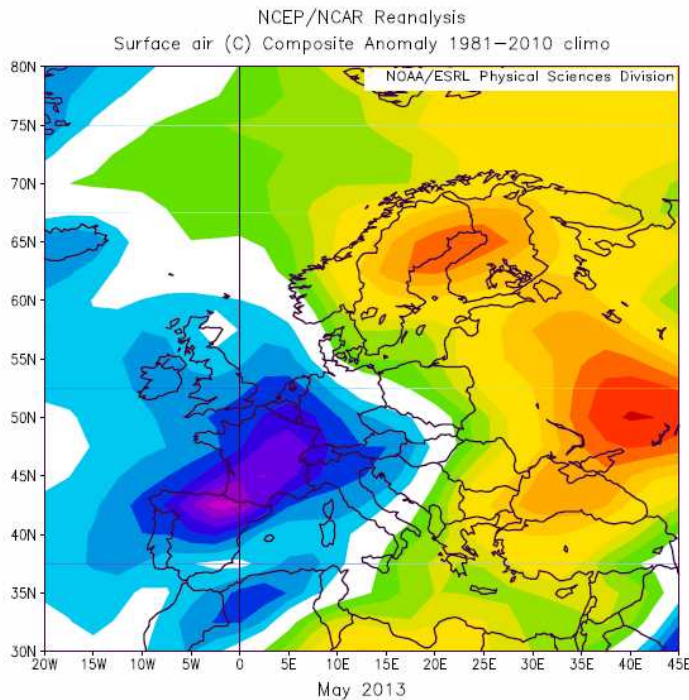 NCEP/NCAR Reanalysis
Surface air (C) Composite Anomaly 1981-2010 climo
NOAA/ESRL Physical Sciences Division
80N
75N
70N
65N
60N
55N
50N
45N
40N
35N
30N
20W 15W 10W 5W 0 5E 10E 15E 20E 25E 30E 35E 40E 45E
May 2013